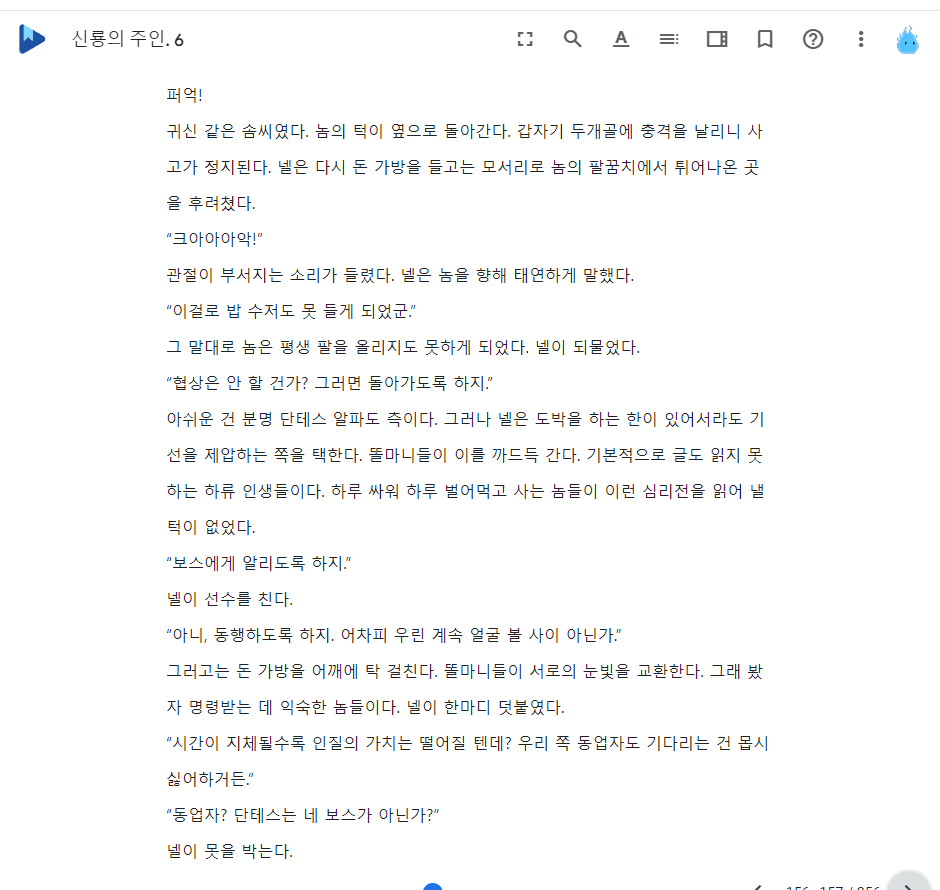 신룡의 주인. 6
퍼억!
귀신 같은 솜씨였다. 놈의 턱이 옆으로 돌아간다. 갑자기 두개골에 충격을 날리니 사
고가 정지된다. 넬은 다시 돈 가방을 들고는 모서리로 놈의 팔꿈치에서 튀어나온 곳
을 후려쳤다.
“크아아아악!”
관절이 부서지는 소리가 들렸다. 넬은 놈을 향해 태연하게 말했다.
“이걸로 밥 수저도 못 들게 되었군.”
그 말대로 놈은 평생 팔을 올리지도 못하게 되었다. 넬이 되물었다.
“협상은 안 할 건가? 그러면 돌아가도록 하지.”
아쉬운 건 분명 단테스 알파도 측이다. 그러나 넬은 도박을 하는 한이 있어서라도 기
선을 제압하는 쪽을 택한다. 똘마니들이 이를 까드득 간다. 기본적으로 글도 읽지 못
하는 하류 인생들이다. 하루 싸워 하루 벌어먹고 사는 놈들이 이런 심리전을 읽어 낼
턱이 없었다.
“보스에게 알리도록 하지.”
넬이 선수를 친다.
“아니, 동행하도록 하지. 어차피 우린 계속 얼굴 볼 사이 아닌가.”
그러고는 돈 가방을 어깨에 탁 걸친다. 똘마니들이 서로의 눈빛을 교환한다. 그래 봤
자 명령받는 데 익숙한 놈들이다. 넬이 한마디 덧붙였다.
“시간이 지체될수록 인질의 가치는 떨어질 텐데? 우리 쪽 동업자도 기다리는 건 몹시
싫어하거든.”
“동업자? 단테스는 네 보스가 아닌가?”
넬이 못을 박는다.